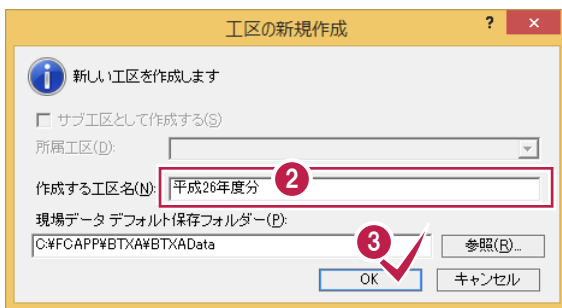 工区の新規作成
? ×
i 新しい工区を作成します
サブ工区として作成する(S)
所属工区(D):
作成する工区名(N): 平成26年度分 2
現場データ デフォルト保存フォルダー(P):
C:¥FCAPP¥BTXA¥BTXAData 3 参照(R)...
OK キャンセル